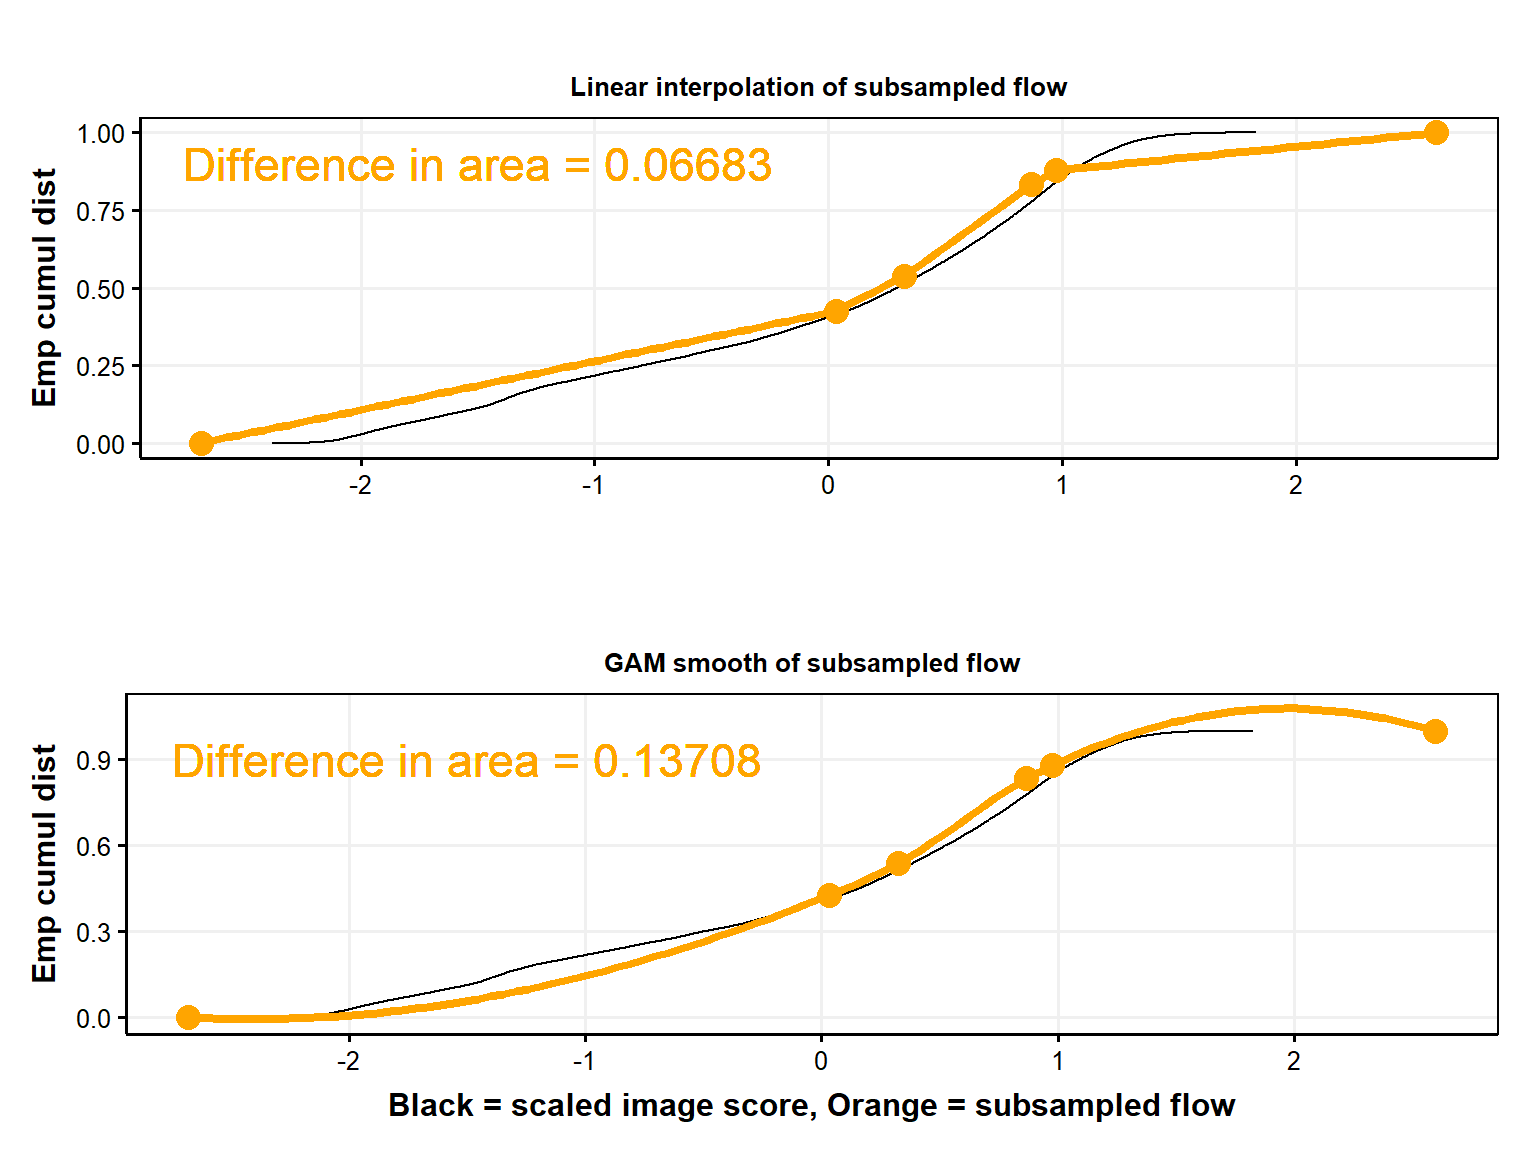 Linear interpolation of subsampled flow
Difference in area = 0.06683
Emp cumul dist
1.00
0.75
0.50
0.25
0.00
-2 -1 0 1 2
GAM smooth of subsampled flow
Difference in area = 0.13708
Emp cumul dist
0.9
0.6
0.3
0.0
-2 -1 0 1 2
Black = scaled image score, Orange = subsampled flow